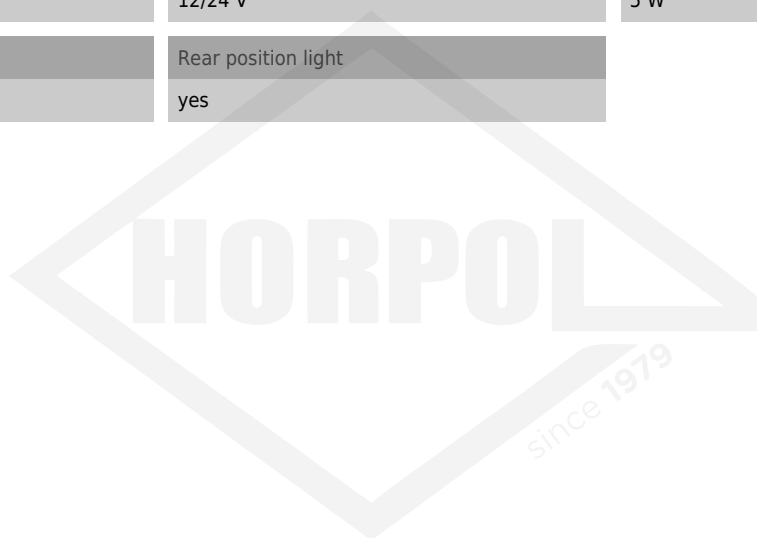 12/24 V
5 W
Rear position light
yes
HORPOL
since 1979